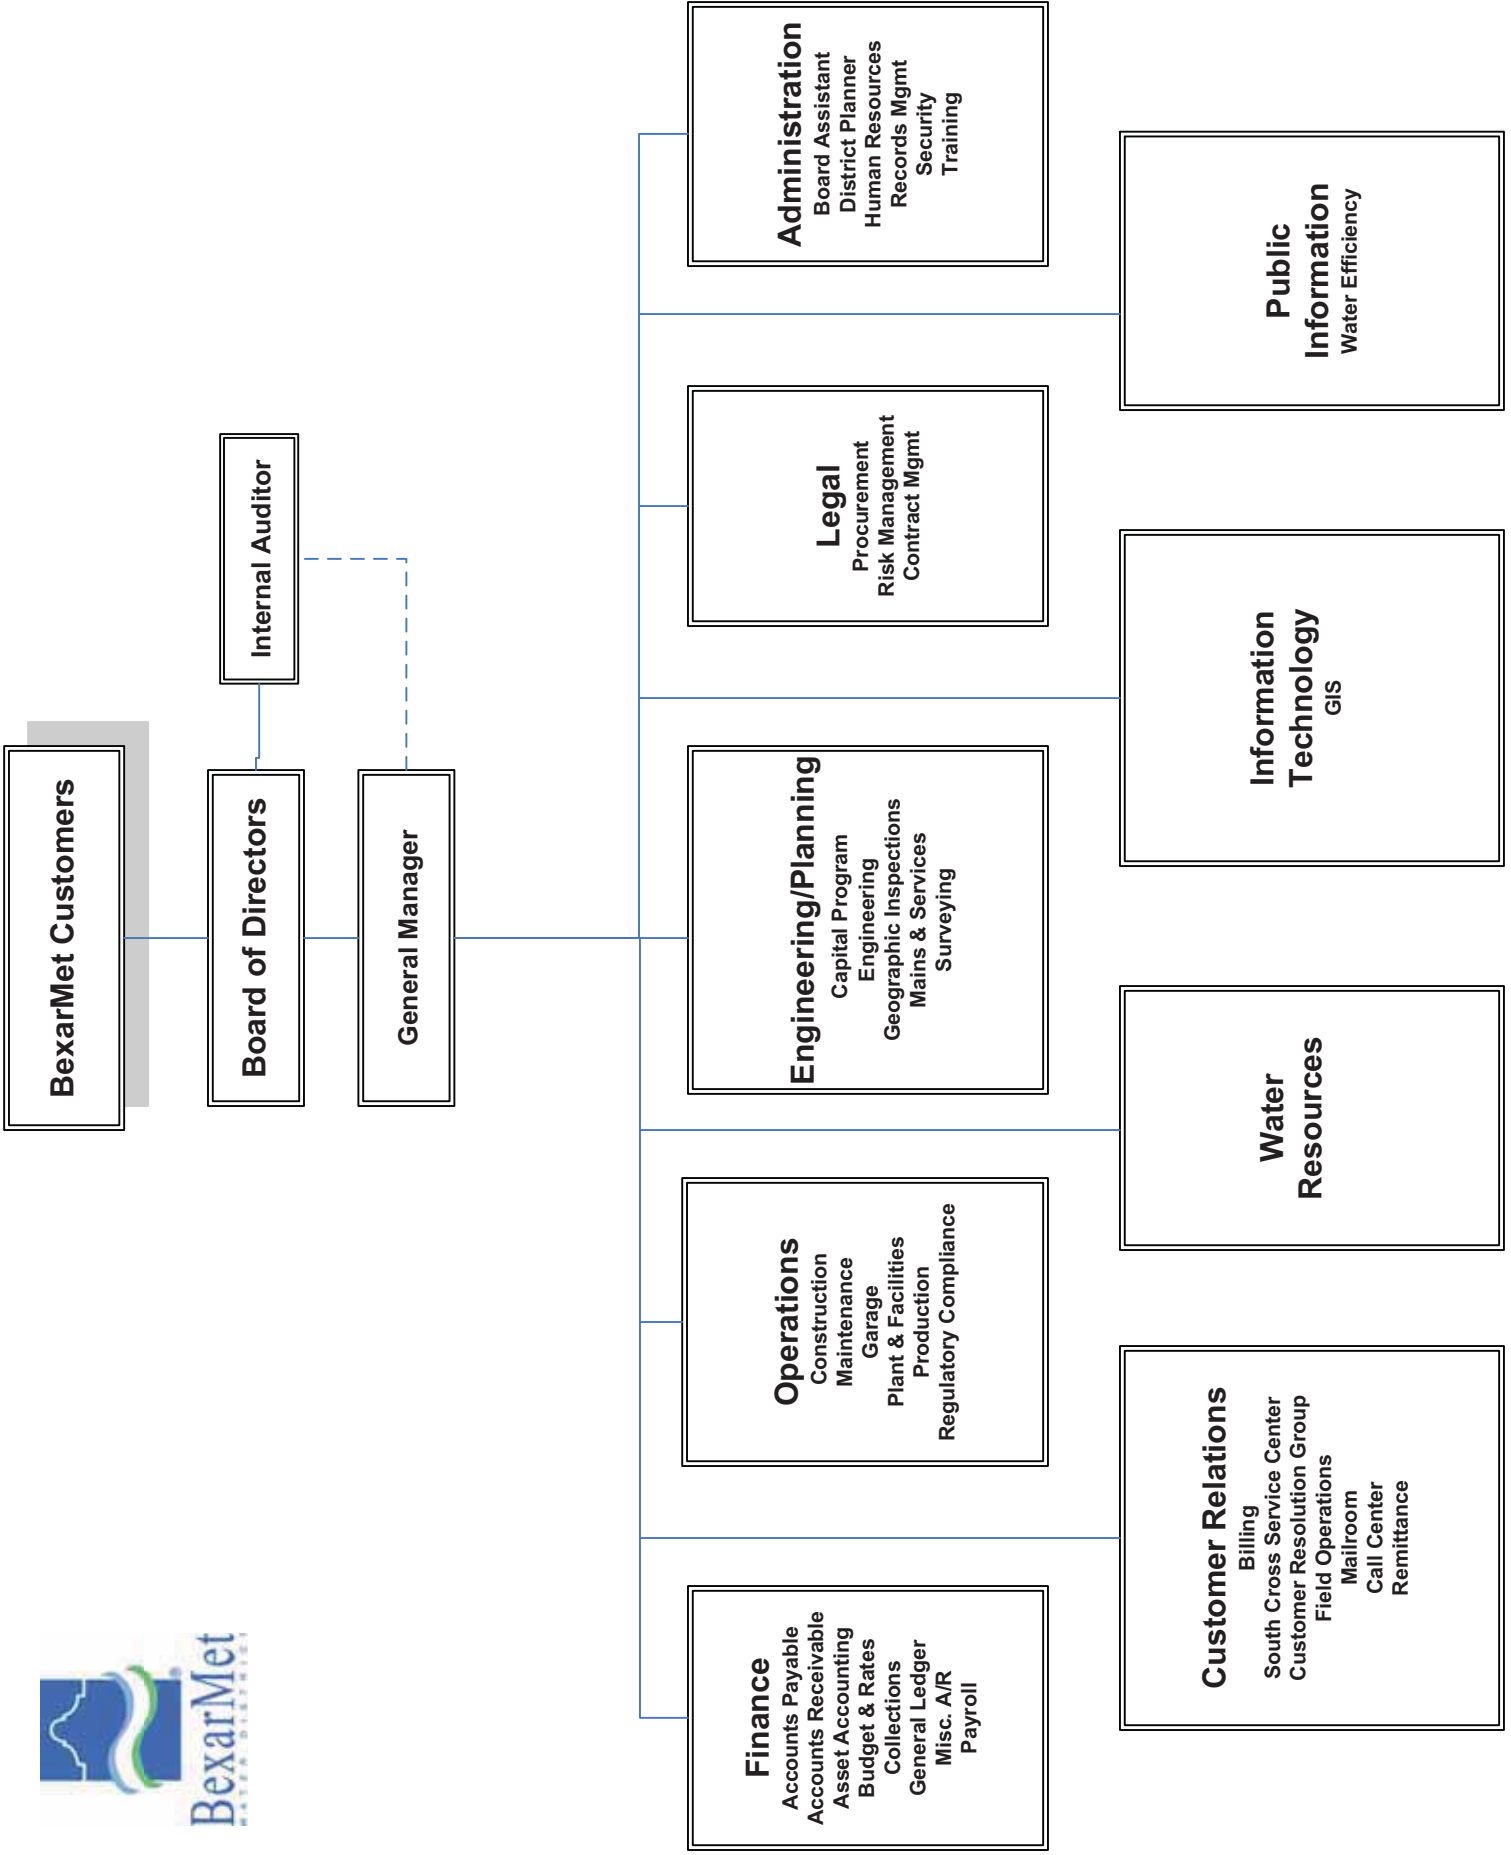 BexarMet
WATER DISTRICT
BexarMet Customers
Board of Directors
Internal Auditor
General Manager
Finance
Accounts Payable
Accounts Receivable
Asset Accounting
Budget & Rates
Collections
General Ledger
Misc. A/R
Payroll
Operations
Construction
Maintenance
Garage
Plant & Facilities
Production
Regulatory Compliance
Engineering/Planning
Capital Program
Engineering
Geographic Inspections
Mains & Services
Surveying
Legal
Procurement
Risk Management
Contract Mgmt
Administration
Board Assistant
District Planner
Human Resources
Records Mgmt
Security
Training
Customer Relations
Billing
South Cross Service Center
Customer Resolution Group
Field Operations
Mailroom
Call Center
Remittance
Water
Resources
Information
Technology
GIS
Public
Information
Water Efficiency